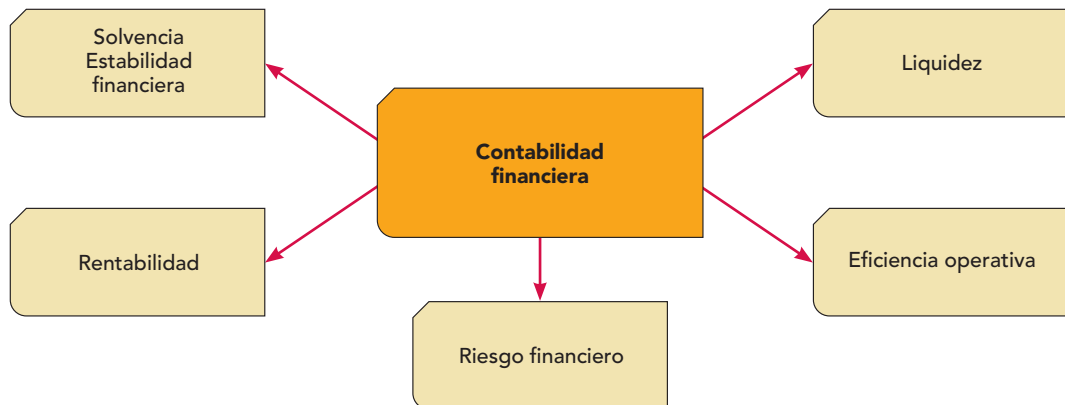 Solvencia
Estabilidad
financiera
Liquidez
Contabilidad
financiera
Rentabilidad
Eficiencia operativa
Riesgo financiero